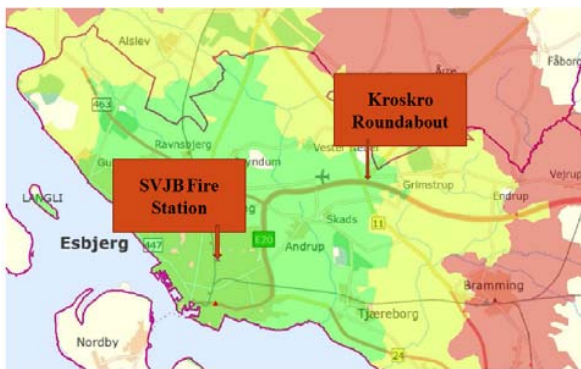 Alslev
Fåborg
Årre
Kroskro
Roundabout
463
Ravnsbjerg
Vester Nebel
Grimstrup
Vejrup
Endrup
LANGLI
SVJB Fire
Station
Skads
11
Esbjerg
447
E20
Andrup
Bramming
Tjæreborg
Nordby
24